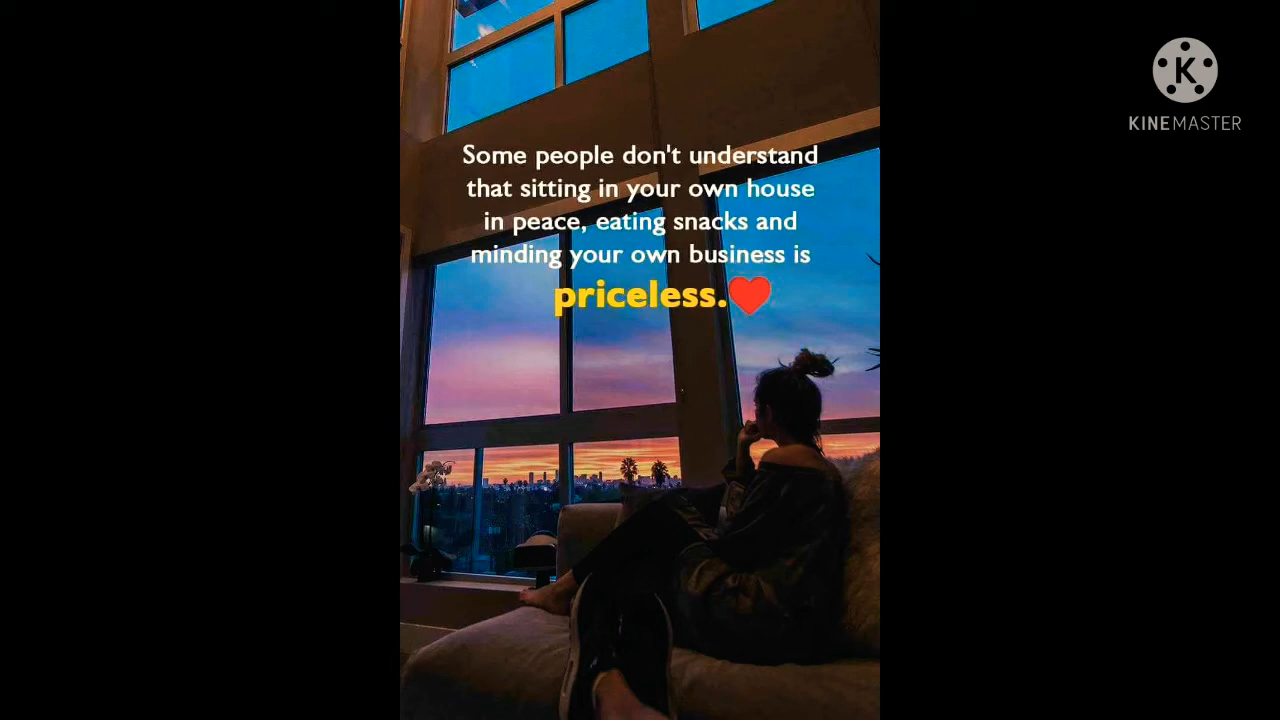 Some people don't understand
that sitting in your own house
in peace, eating snacks and
minding your own business is
priceless.❤️
K
KINEMASTER